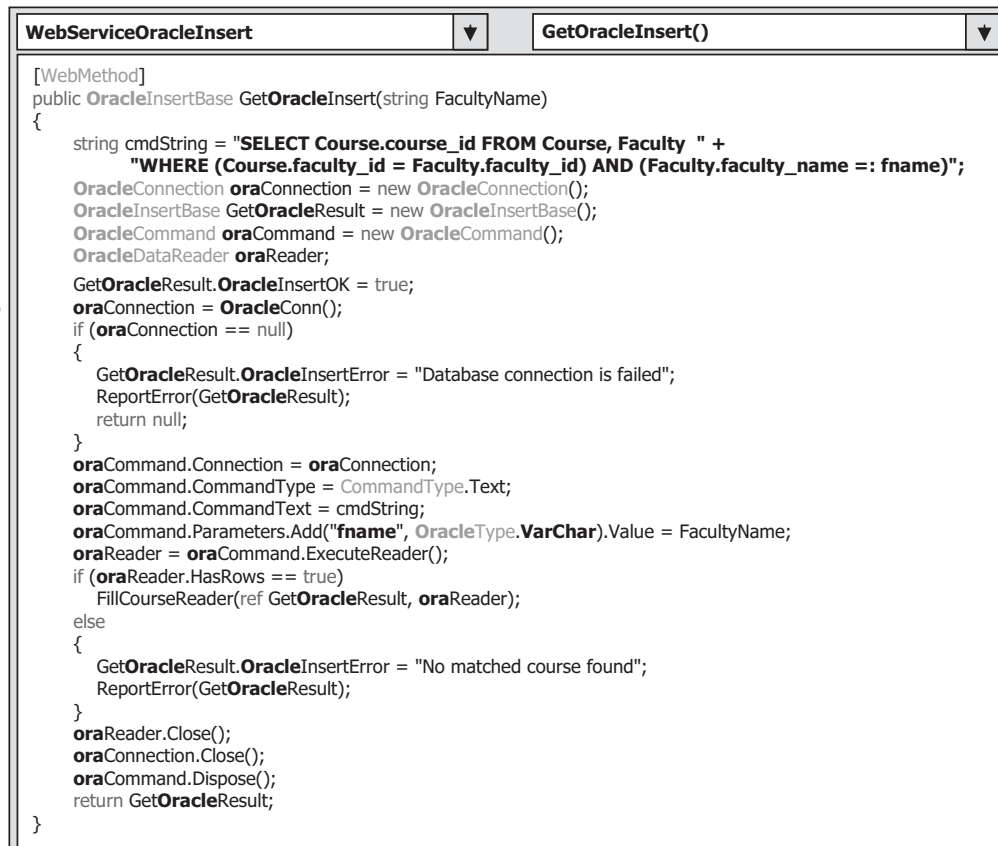 WebServiceOracleInsert
GetOracleInsert()
[WebMethod]
public OracleInsertBase GetOracleInsert(string FacultyName)
{
string cmdString = "SELECT Course.course_id FROM Course, Faculty " +
"WHERE (Course.faculty_id = Faculty.faculty_id) AND (Faculty.faculty_name =: fname)";
OracleConnection oraConnection = new OracleConnection();
OracleInsertBase GetOracleResult = new OracleInsertBase();
OracleCommand oraCommand = new OracleCommand();
OracleDataReader oraReader;
GetOracleResult.OracleInsertOK = true;
oraConnection = OracleConn();
if (oraConnection == null)
{
GetOracleResult.OracleInsertError = "Database connection is failed";
ReportError(GetOracleResult);
return null;
}
oraCommand.Connection = oraConnection;
oraCommand.CommandType = CommandType.Text;
oraCommand.CommandText = cmdString;
oraCommand.Parameters.Add("fname", OracleType.VarChar).Value = FacultyName;
oraReader = oraCommand.ExecuteReader();
if (oraReader.HasRows == true)
FillCourseReader(ref GetOracleResult, oraReader);
else
{
GetOracleResult.OracleInsertError = "No matched course found";
ReportError(GetOracleResult);
}
oraReader.Close();
oraConnection.Close();
oraCommand.Dispose();
return GetOracleResult;
}